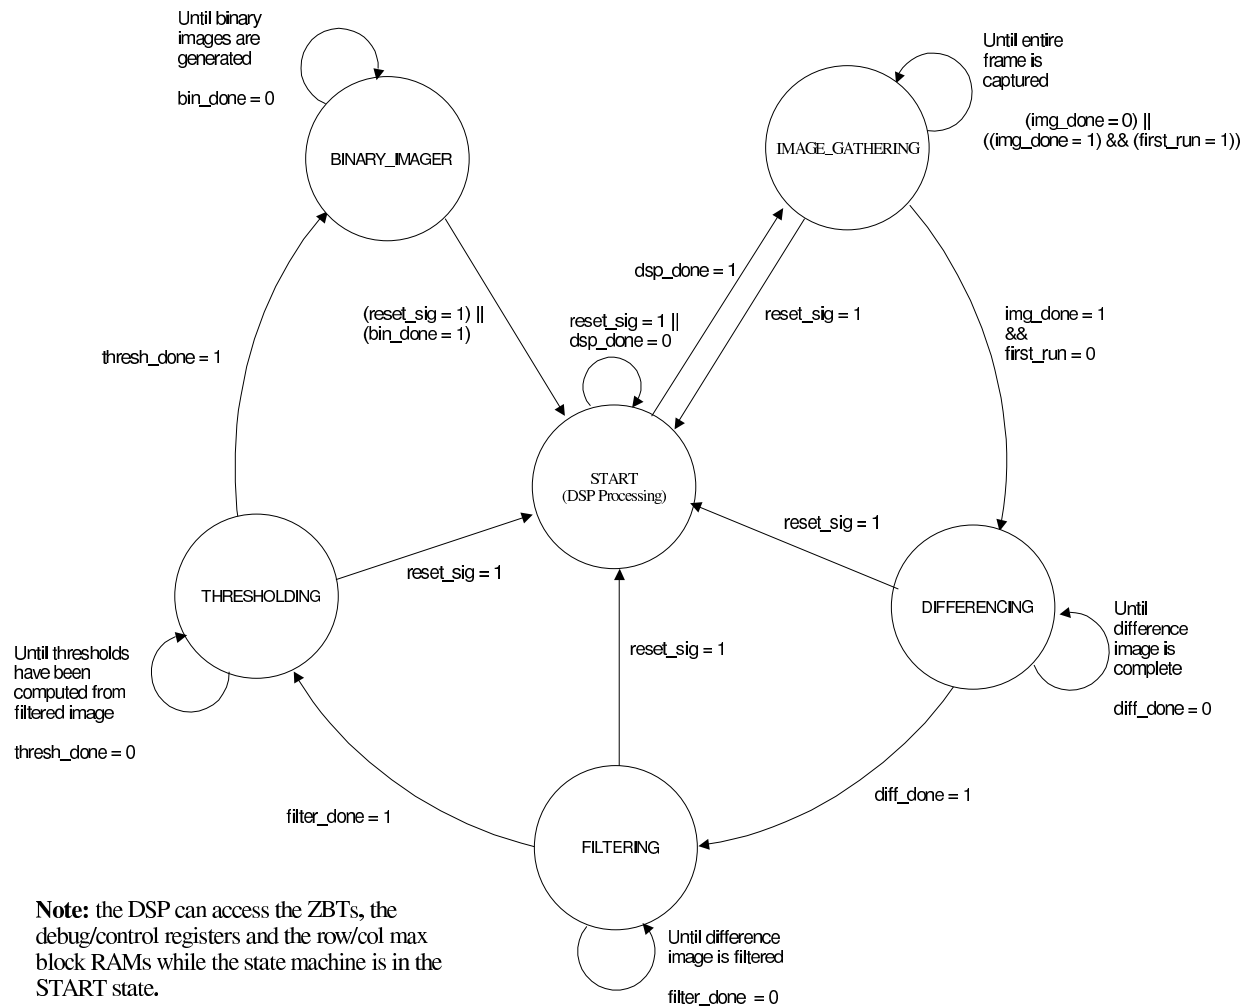 Until binary
images are
generated
bin_done = 0
BINARY_IMAGER
Until entire
frame is
captured
(img_done = 0) ||
((img_done = 1) && (first_run = 1))
IMAGE_GATHERING
dsp_done = 1
reset_sig = 1
(reset_sig = 1) ||
(bin_done = 1)
reset_sig = 1 ||
dsp_done = 0
img_done = 1
&&
first_run = 0
thresh_done = 1
START
(DSP Processing)
reset_sig = 1
reset_sig = 1
THRESHOLDING
DIFFERENCING
Until
difference
image is
complete
diff_done = 0
Until thresholds
have been
computed from
filtered image
thresh_done = 0
reset_sig = 1
filter_done = 1
diff_done = 1
FILTERING
Note: the DSP can access the ZBTs, the
debug/control registers and the row/col max
block RAMs while the state machine is in the
START state.
Until difference
image is filtered
filter_done = 0